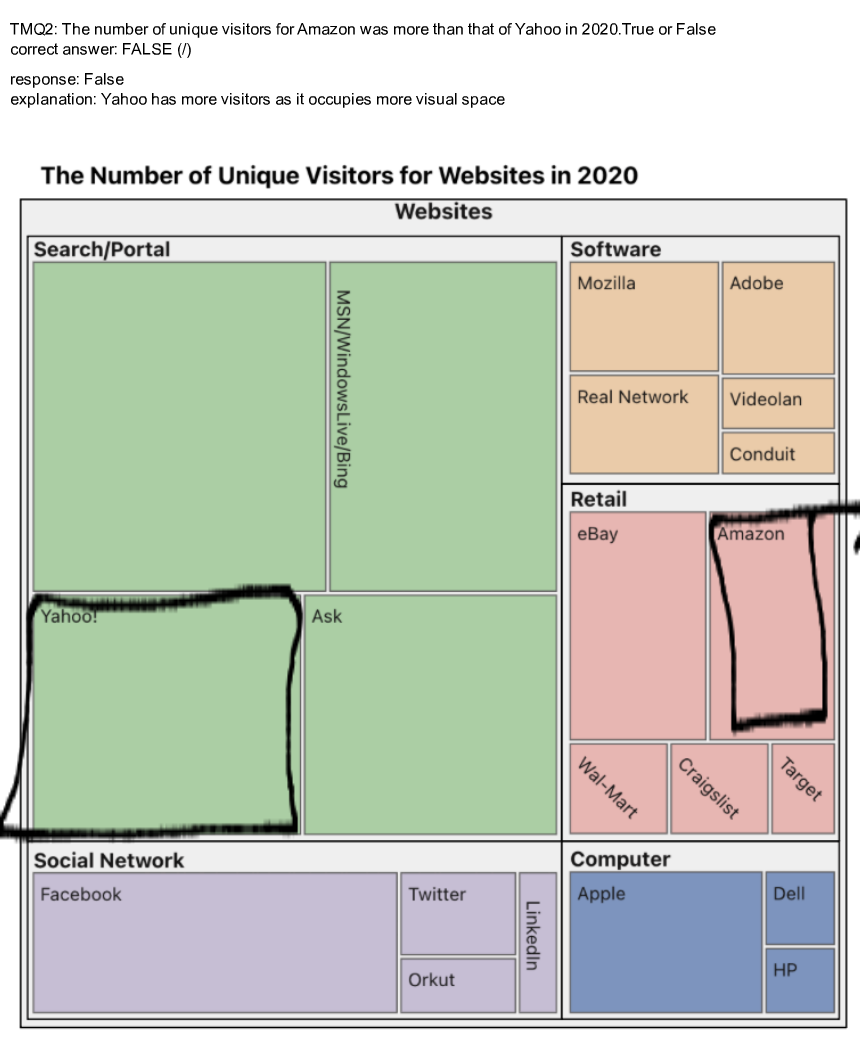 TMQ2: The number of unique visitors for Amazon was more than that of Yahoo in 2020.True or False
correct answer: FALSE (/)
response: False
explanation: Yahoo has more visitors as it occupies more visual space
The Number of Unique Visitors for Websites in 2020
Websites
Search/Portal
MSN/WindowsLive/Bing
Yahoo!
Ask
Software
Mozilla
Adobe
Real Network
Videolan
Conduit
Retail
eBay
Amazon
Wal-Mart
Craigslist
Target
Social Network
Facebook
Twitter
Orkut
LinkedIn
Computer
Apple
Dell
HP